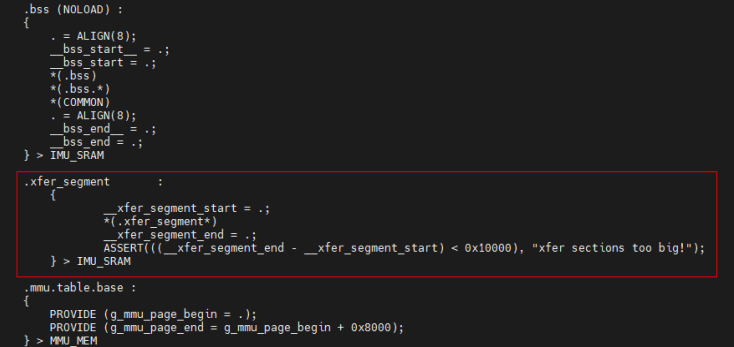 .bss (NOLOAD) :
{
    . = ALIGN(8);
    __bss_start__ = .;
    __bss_start = .;
    *(.bss)
    *(.bss.*)
    *(COMMON)
    . = ALIGN(8);
    __bss_end__ = .;
    __bss_end = .;
} > IMU_SRAM
.xfer_segment       :
    {
            __xfer_segment_start = .;
            *(.xfer_segment*)
            __xfer_segment_end = .;
            ASSERT(((__xfer_segment_end - __xfer_segment_start) < 0x10000), "xfer sections too big!");
    } > IMU_SRAM
.mmu.table.base :
{
    PROVIDE (g_mmu_page_begin = .);
    PROVIDE (g_mmu_page_end = g_mmu_page_begin + 0x8000);
} > MMU_MEM